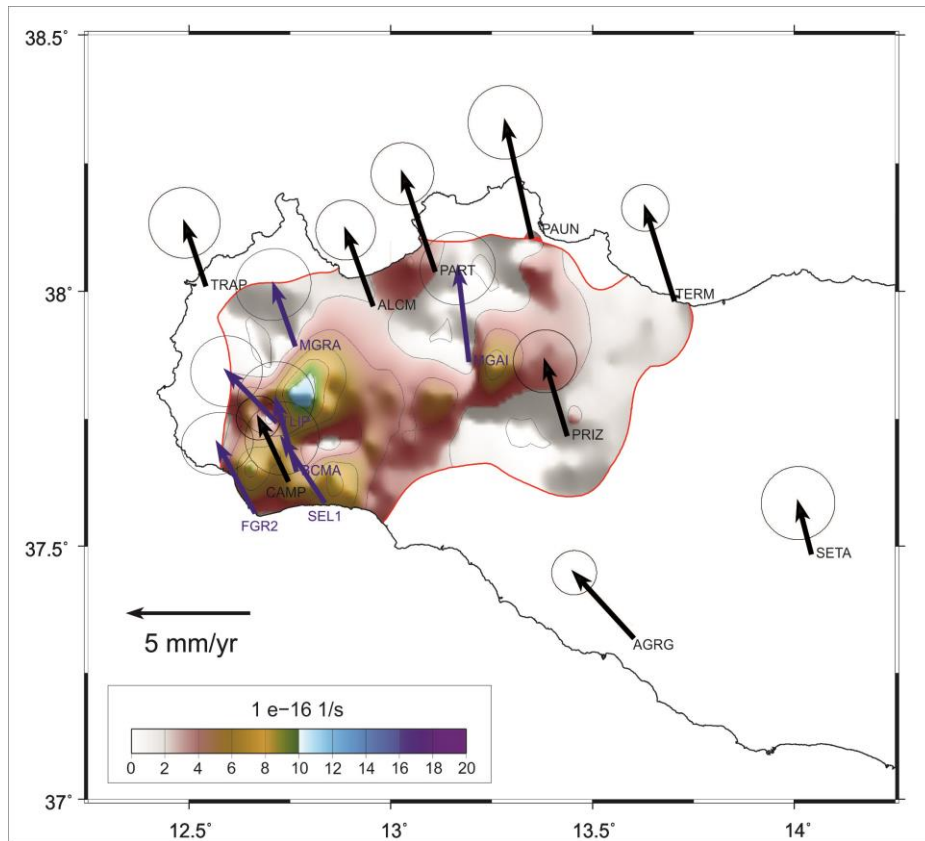 38.5°
PAUN
PART
TRAP
ALCM
TERM
38°
MGRA
MGAI
LIP
PRIZ
BCMA
CAMP
FGR2
SEL1
37.5°
SETA
AGRG
5 mm/yr
1 e−16 1/s
0 2 4 6 8 10 12 14 16 18 20
37°
12.5° 13° 13.5° 14°